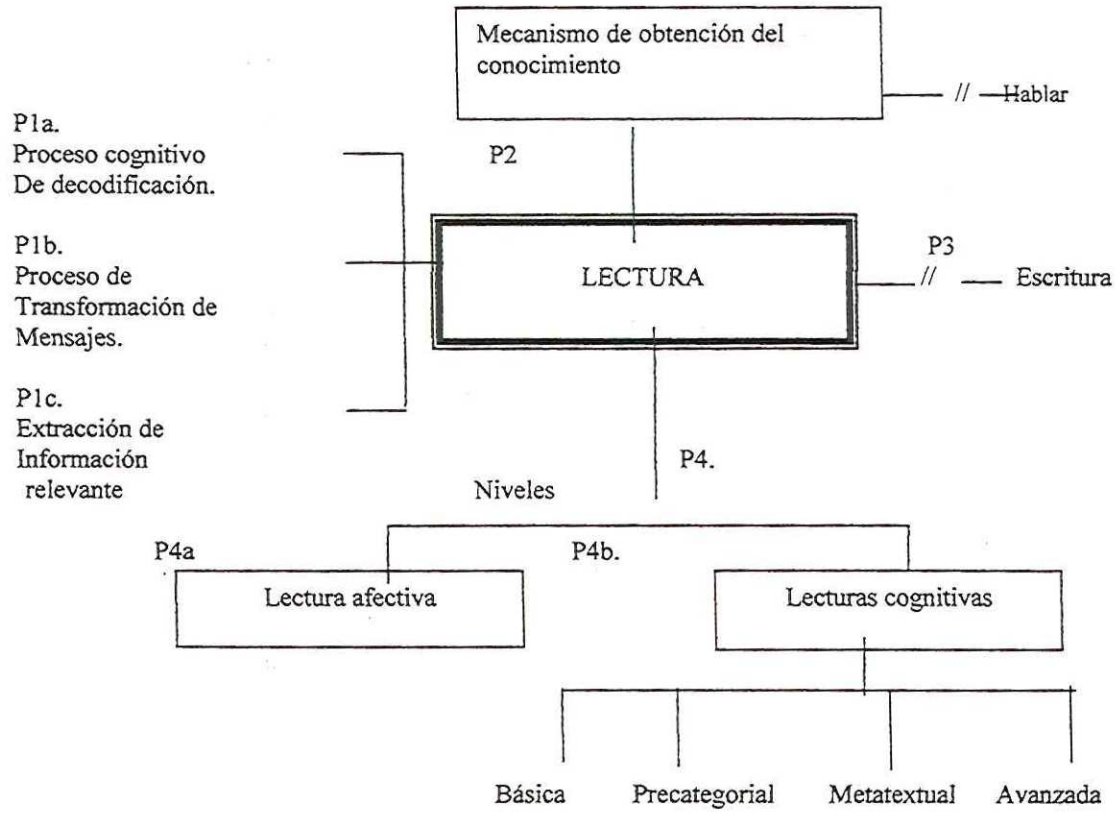 Mecanismo de obtención del
conocimiento
// Hablar
P1a.
Proceso cognitivo
De decodificación.
P2
P1b.
Proceso de
Transformación de
Mensajes.
LECTURA
P3
// Escritura
P1c.
Extracción de
Información
relevante
P4.
Niveles
P4a
P4b.
Lectura afectiva
Lecturas cognitivas
Básica Precategorial Metatextual Avanzada